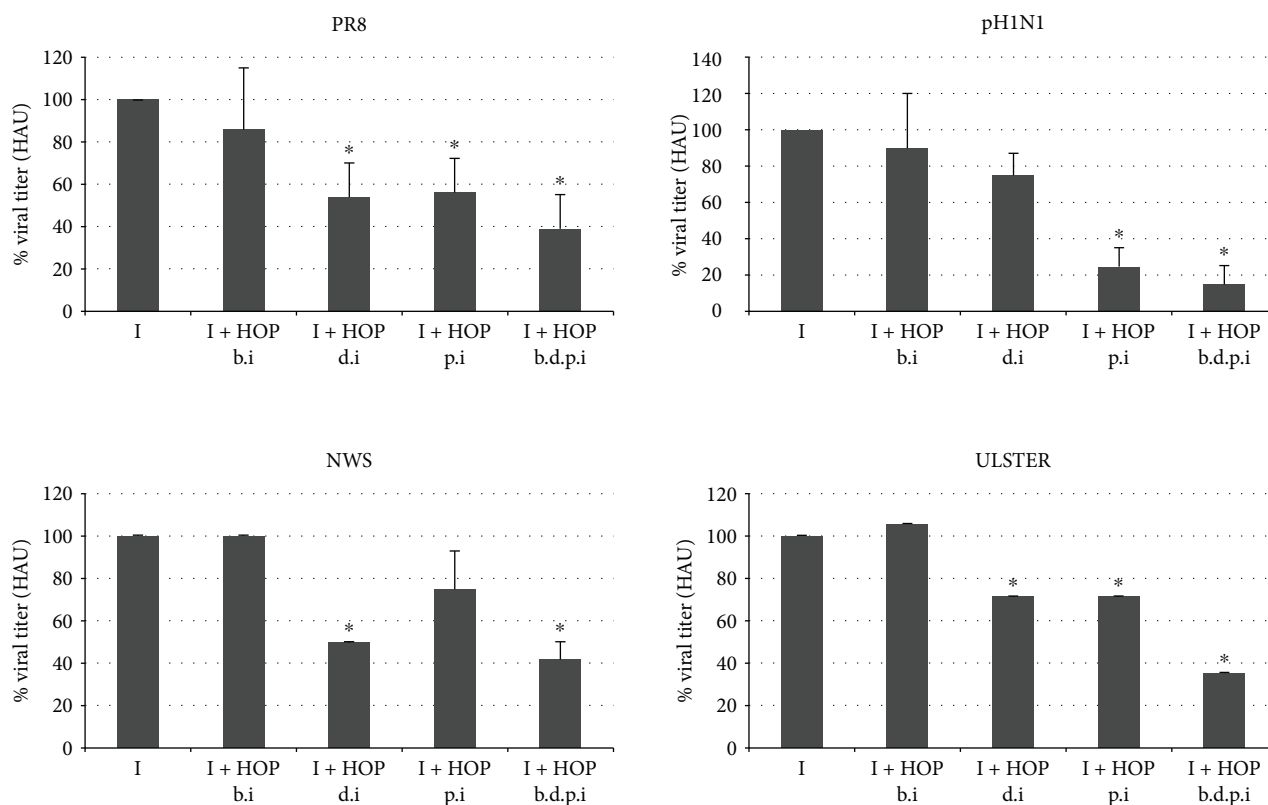 PR8
% viral titer (HAU)
120
100
80
60
40
20
0
* * *
I I + HOP I + HOP I + HOP I + HOP
b.i d.i p.i b.d.p.i
pH1N1
% viral titer (HAU)
140
120
100
80
60
40
20
0
* *
I I + HOP I + HOP I + HOP I + HOP
b.i d.i p.i b.d.p.i
NWS
% viral titer (HAU)
120
100
80
60
40
20
0
* *
I I + HOP I + HOP I + HOP I + HOP
b.i d.i p.i b.d.p.i
ULSTER
% viral titer (HAU)
120
100
80
60
40
20
0
* * *
I I + HOP I + HOP I + HOP I + HOP
b.i d.i p.i b.d.p.i